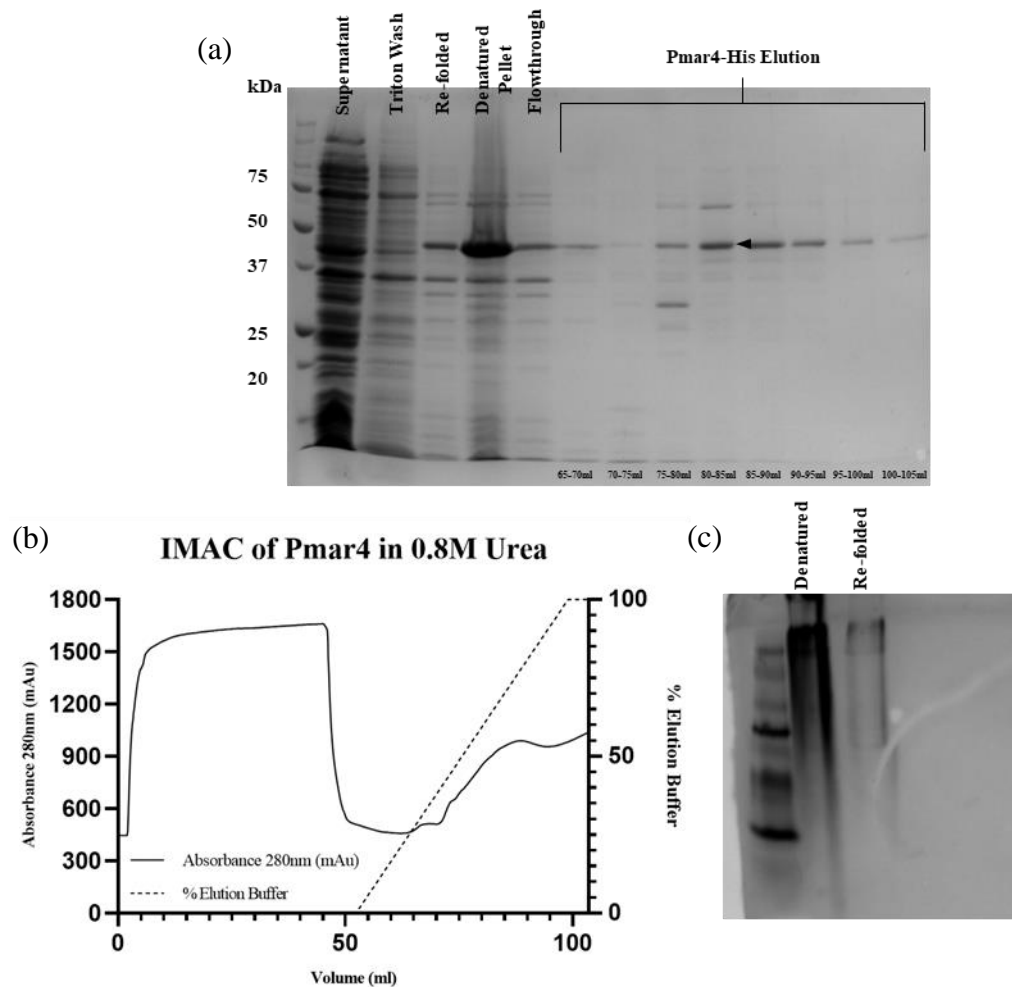 (a)
Supernatant
Triton Wash
Re-folded
Denatured
Pellet
Flowthrough
Pmar4-His Elution
kDa
75
50
37
25
20
65-70ml
70-75ml
75-80ml
80-85ml
85-90ml
90-95ml
95-100ml
100-105ml
(b)
IMAC of Pmar4 in 0.8M Urea
1800
1500
1200
900
600
300
0
Absorbance 280nm (mAu)
100
50
0
% Elution Buffer
Absorbance 280nm (mAu)
% Elution Buffer
0
50
100
Volume (ml)
(c)
Denatured
Re-folded